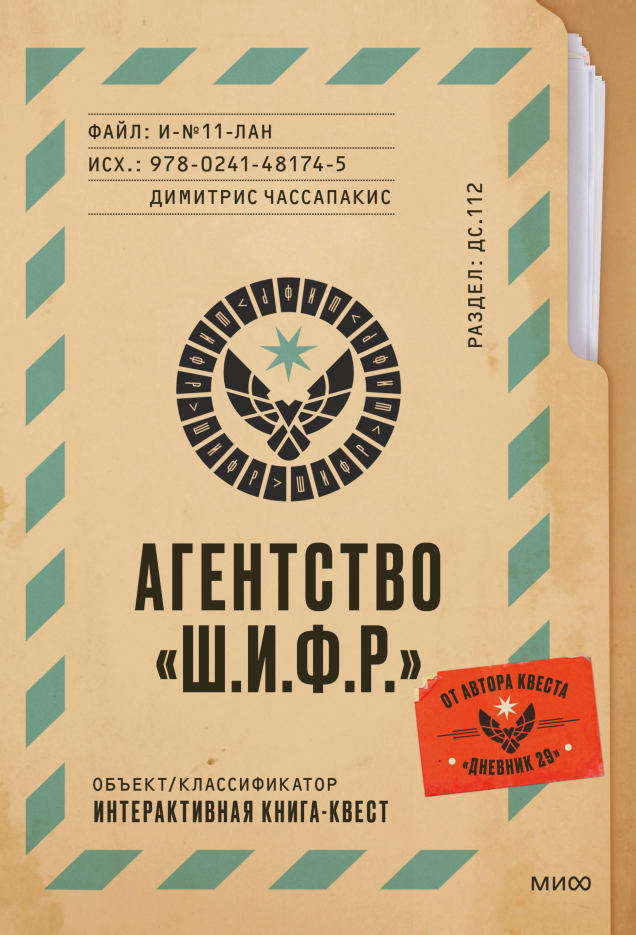 ФАЙЛ: И-№11-ЛАН
ИСХ.: 978-0241-48174-5
ДИМИТРИС ЧАССАПАКИС
РАЗДЕЛ: ДС.112
АГЕНТСТВО
«Ш.И.Ф.Р.»
ОТ АВТОРА КВЕСТА
«ДНЕВНИК 29»
ОБЪЕКТ/КЛАССИФИКАТОР
ИНТЕРАКТИВНАЯ КНИГА-КВЕСТ
МИФ